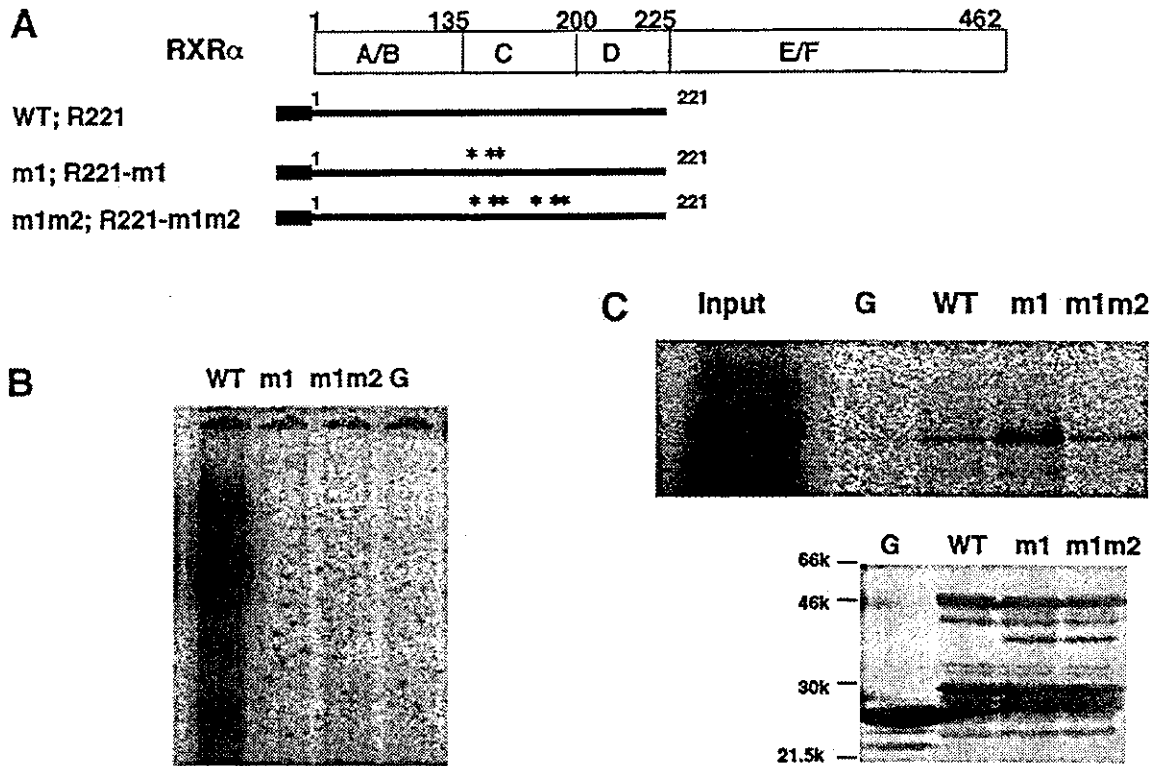 A
1 135 200 225 462
RXRα A/B C D E/F
1 221
WT; R221
* **
1 221
m1; R221-m1
* ** * **
1 221
m1m2; R221-m1m2
B
WT m1 m1m2 G
C
Input G WT m1 m1m2
G WT m1 m1m2
66k
46k
30k
21.5k